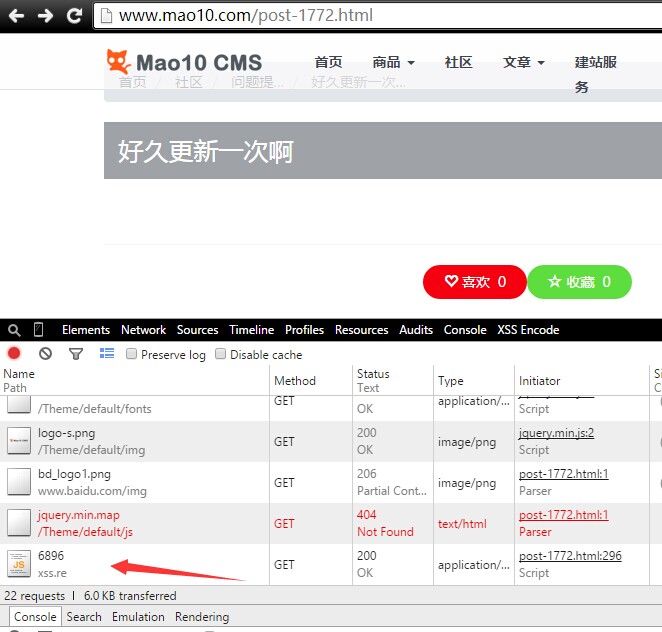 www.mao10.com/post-1772.html
Mao10 CMS 首页 商品 社区 文章 建站服务
首页 / 社区 / 问题提... / 好久更新一次...
好久更新一次啊
喜欢 0 收藏 0
Elements Network Sources Timeline Profiles Resources Audits Console XSS Encode
Preserve log Disable cache
Name Path Method Status Text Type Initiator
/Theme/default/fonts GET OK application/... Script
logo-s.png /Theme/default/img GET 200 OK image/png jquery.min.js:2 Script
bd_logo1.png www.baidu.com/img GET 206 Partial Cont... image/png post-1772.html:1 Parser
jquery.min.map /Theme/default/js GET 404 Not Found text/html post-1772.html:1 Parser
JS 6896 xss.re GET 200 OK application/... post-1772.html:296 Script
22 requests | 6.0 KB transferred
Console Search Emulation Rendering